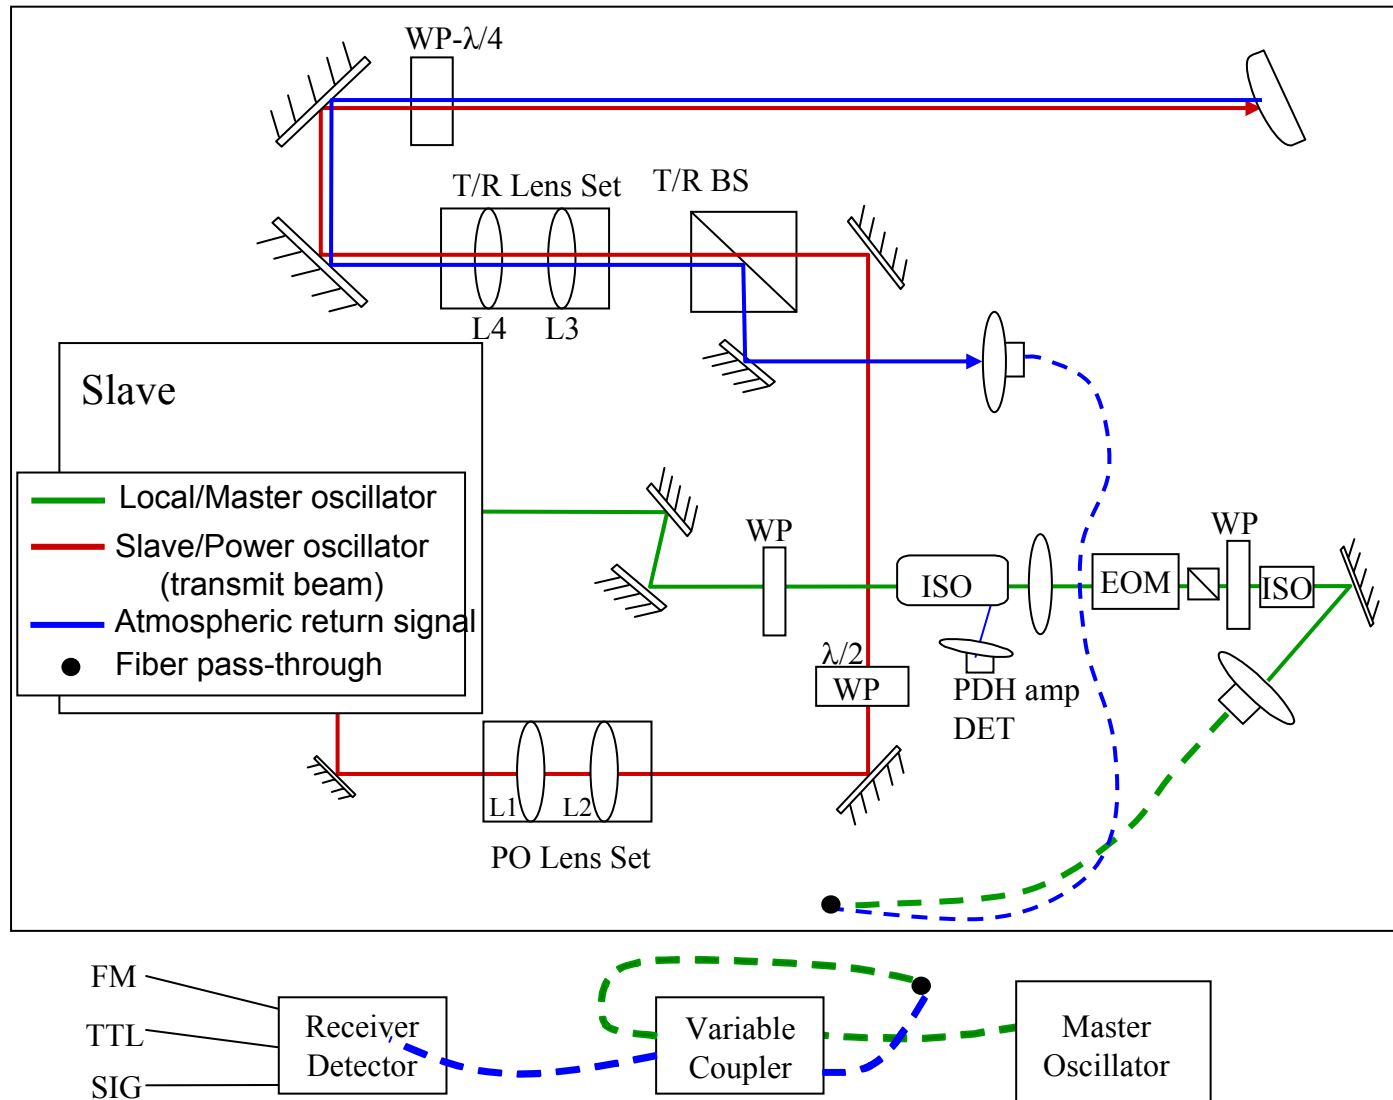 WP-λ/4
T/R Lens Set
T/R BS
L4
L3
Slave
Local/Master oscillator
Slave/Power oscillator
(transmit beam)
Atmospheric return signal
Fiber pass-through
WP
ISO
EOM
WP
ISO
λ/2
WP
PDH amp
DET
L1
L2
PO Lens Set
FM
TTL
SIG
Receiver
Detector
Variable
Coupler
Master
Oscillator